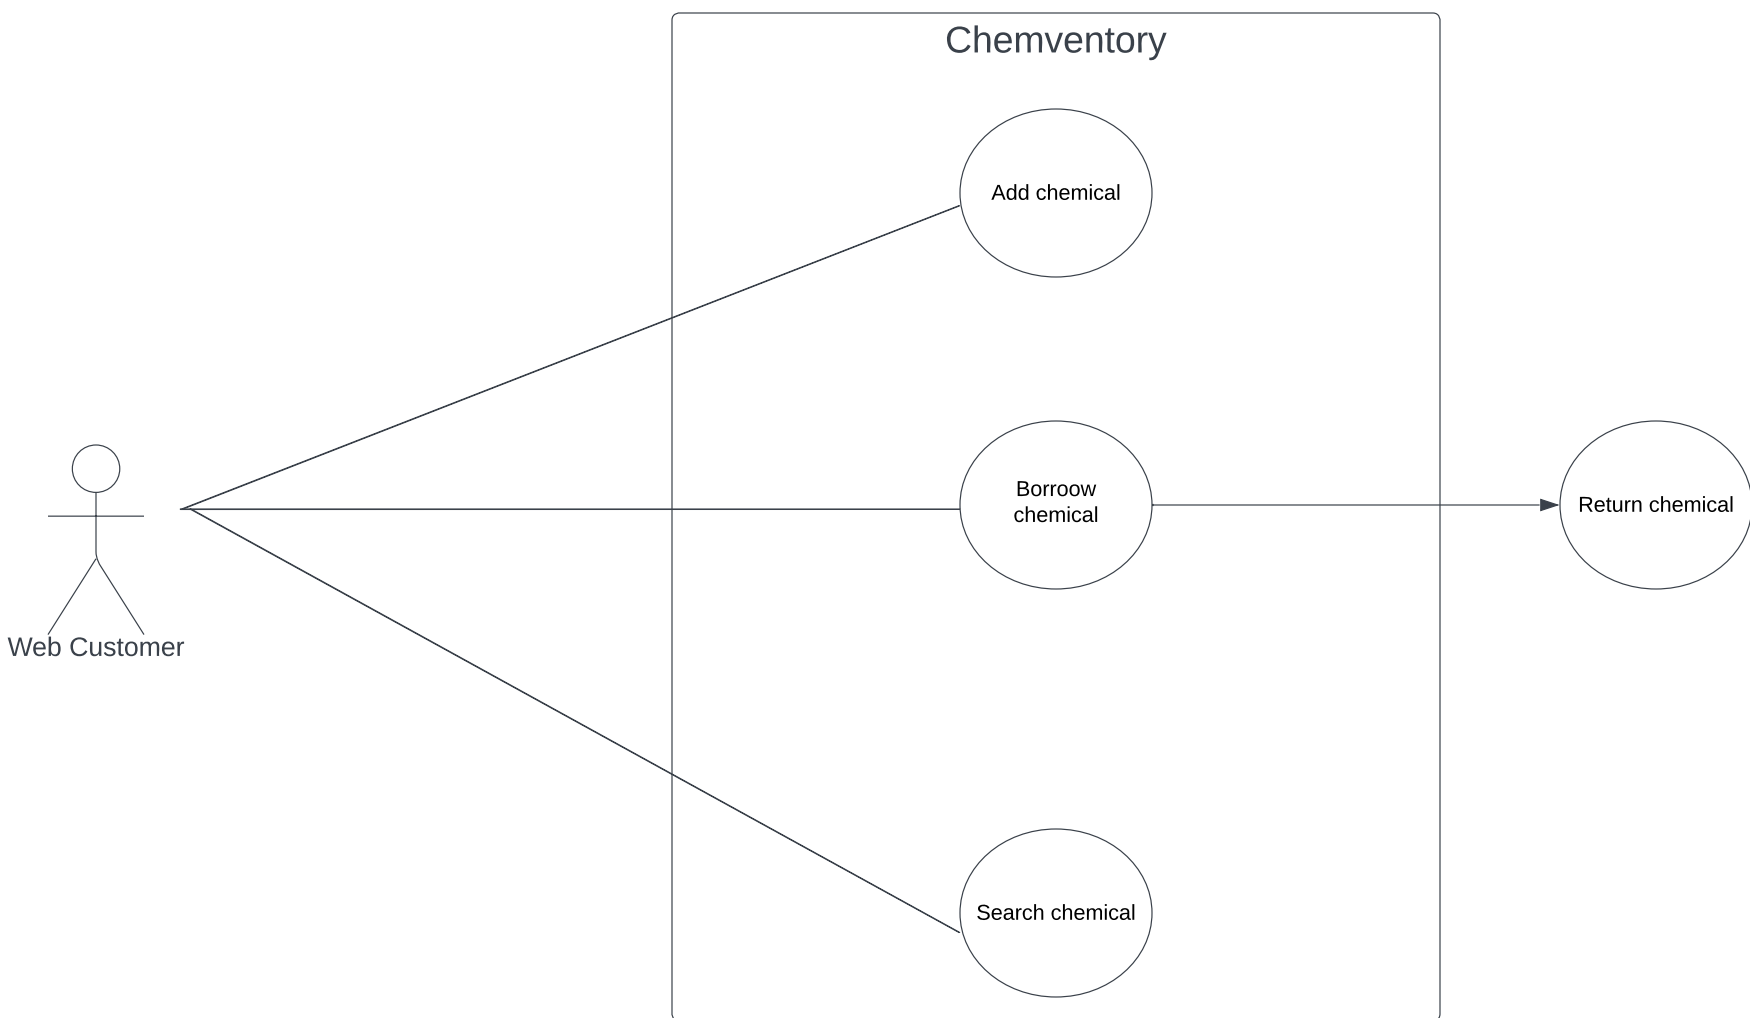 Chemventory
Add chemical
Borroow
chemical
Return chemical
Web Customer
Search chemical